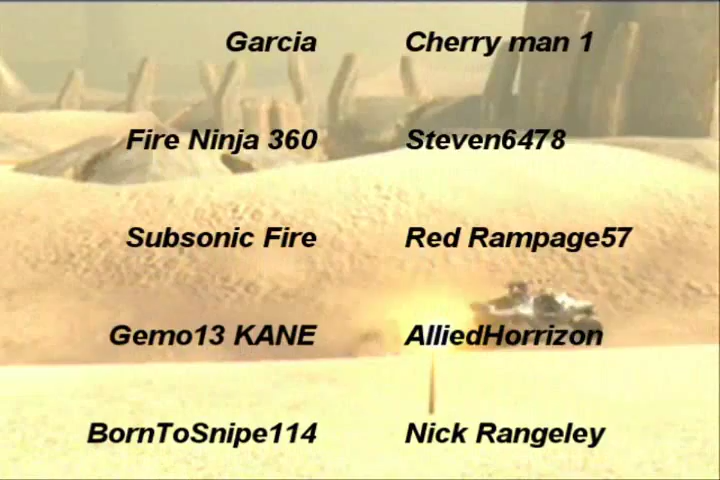 Garcia Cherry man 1
Fire Ninja 360 Steven6478
Subsonic Fire Red Rampage57
Gemo13 KANE AlliedHorrizon
BornToSnipe114 Nick Rangeley